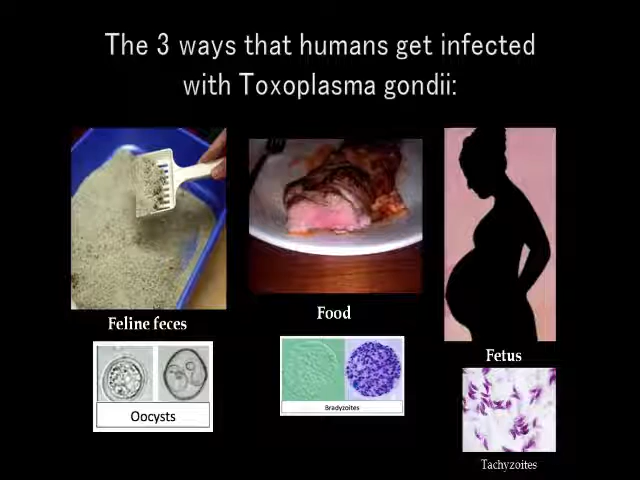 The 3 ways that humans get infected
with Toxoplasma gondii:
Feline feces
Food
Fetus
Oocysts
Bradyzoites
Tachyzoites